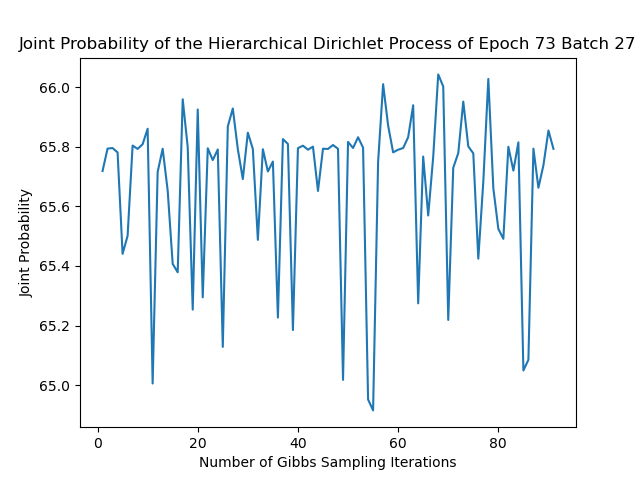 Joint Probability of the Hierarchical Dirichlet Process of Epoch 73 Batch 27
66.0
65.8
65.6
65.4
65.2
65.0
Joint Probability
0 20 40 60 80
Number of Gibbs Sampling Iterations